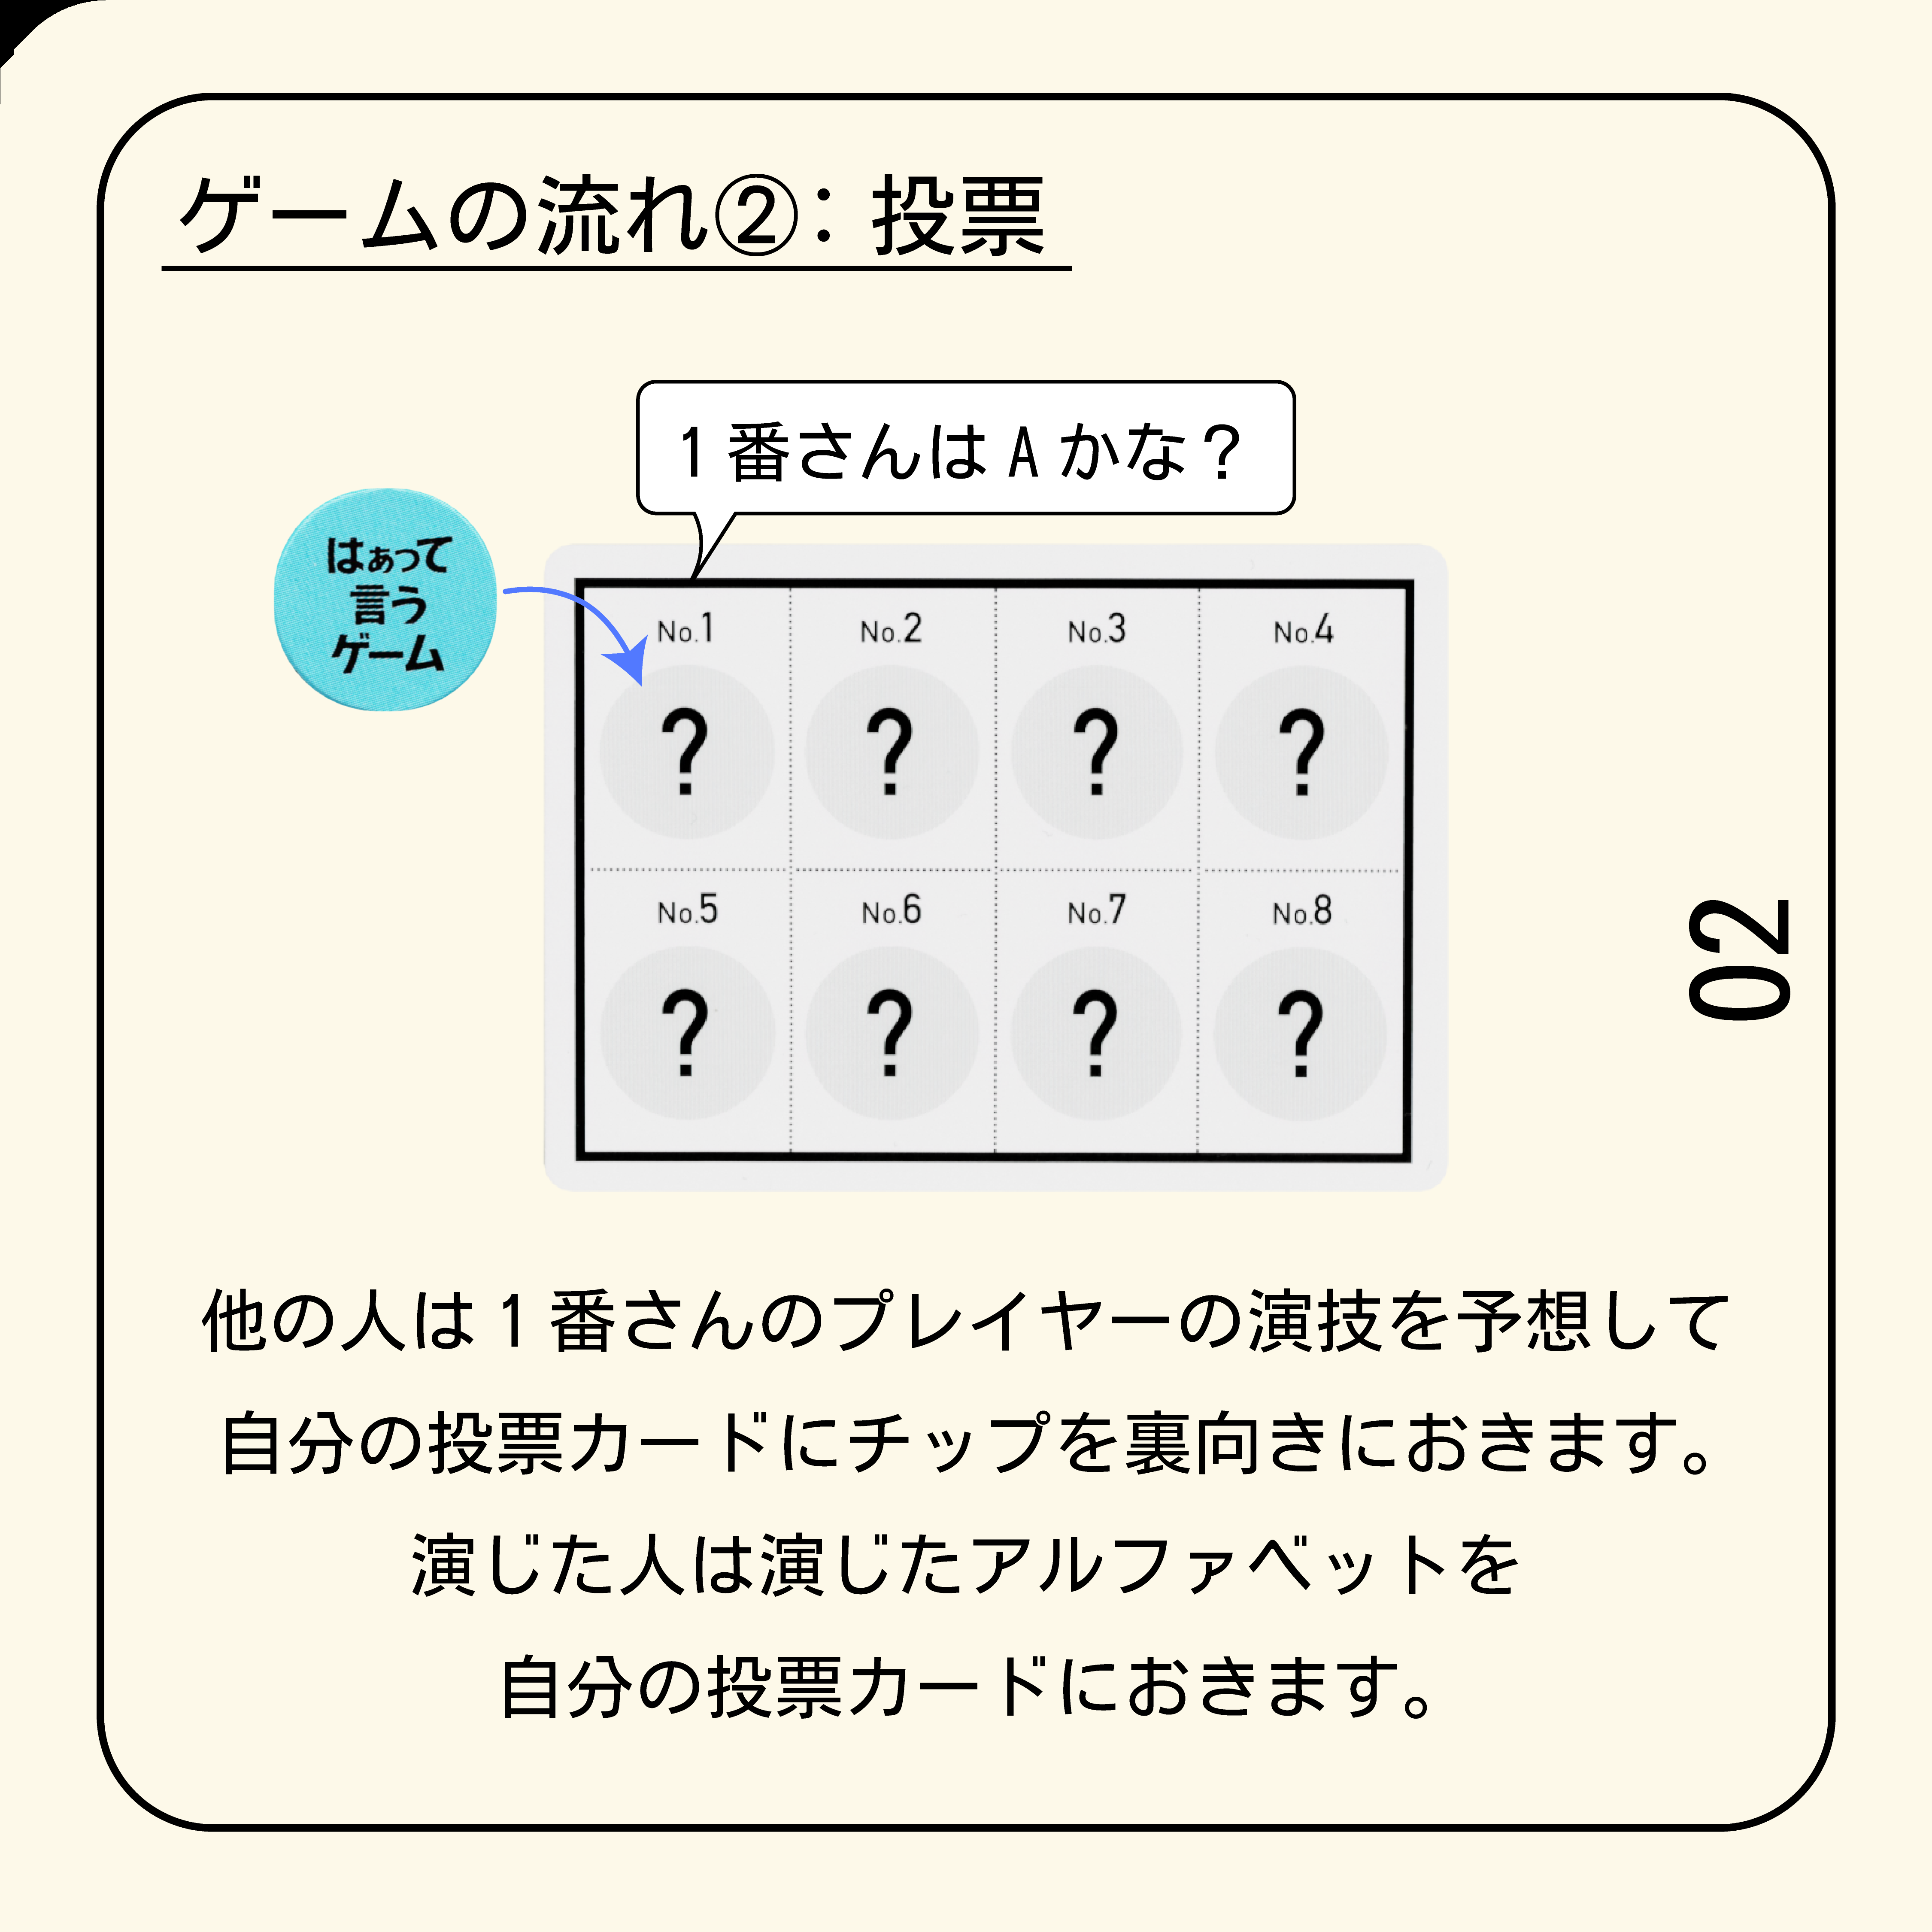 ゲームの流れ②：投票
1番さんはAかな？
はぁって
言う
ゲーム
No.1 No.2 No.3 No.4
? ? ? ?
No.5 No.6 No.7 No.8
? ? ? ?
02
他の人は1番さんのプレイヤーの演技を予想して
自分の投票カードにチップを裏向きにおきます。
演じた人は演じたアルファベットを
自分の投票カードにおきます。